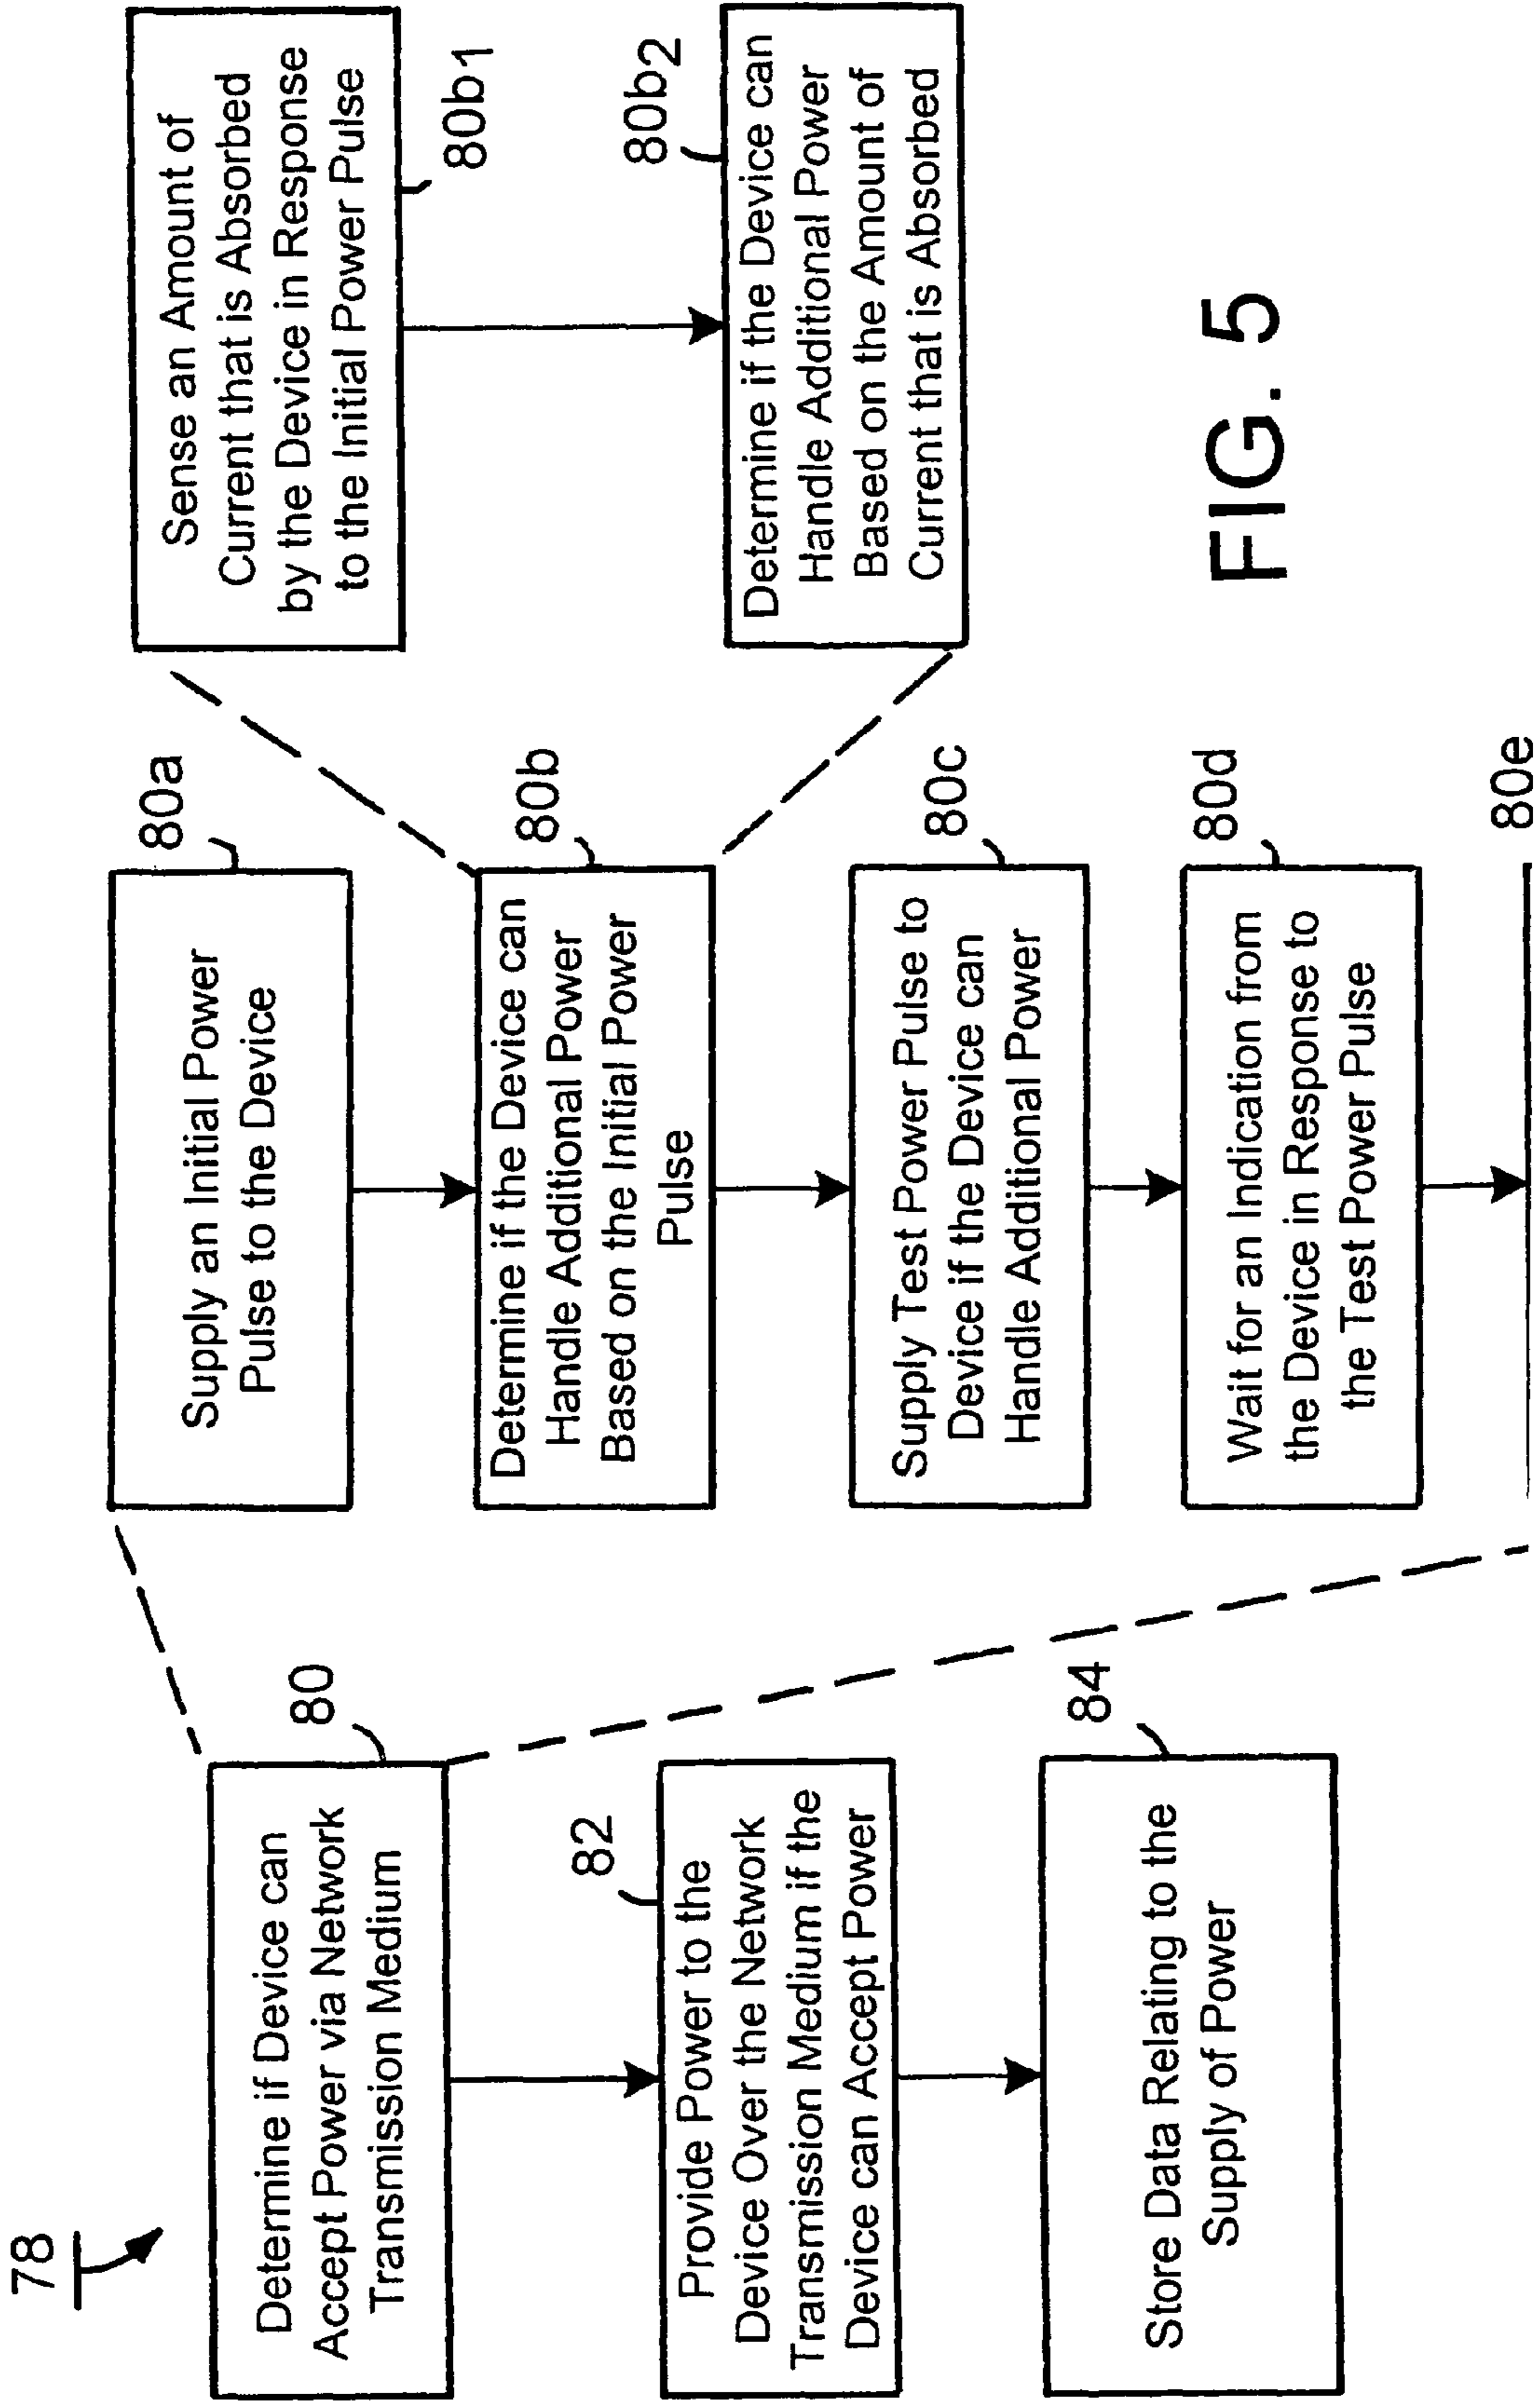 78
80
Determine if Device can
Accept Power via Network
Transmission Medium
82
Provide Power to the
Device Over the Network
Transmission Medium if the
Device can Accept Power
84
Store Data Relating to the
Supply of Power
80a
Supply an Initial Power
Pulse to the Device
80b
Determine if the Device can
Handle Additional Power
Based on the Initial Power
Pulse
80c
Supply Test Power Pulse to
Device if the Device can
Handle Additional Power
80d
Wait for an Indication from
the Device in Response to
the Test Power Pulse
80e
Sense an Amount of
Current that is Absorbed
by the Device in Response
to the Initial Power Pulse
80b1
80b2
Determine if the Device can
Handle Additional Power
Based on the Amount of
Current that is Absorbed
FIG. 5